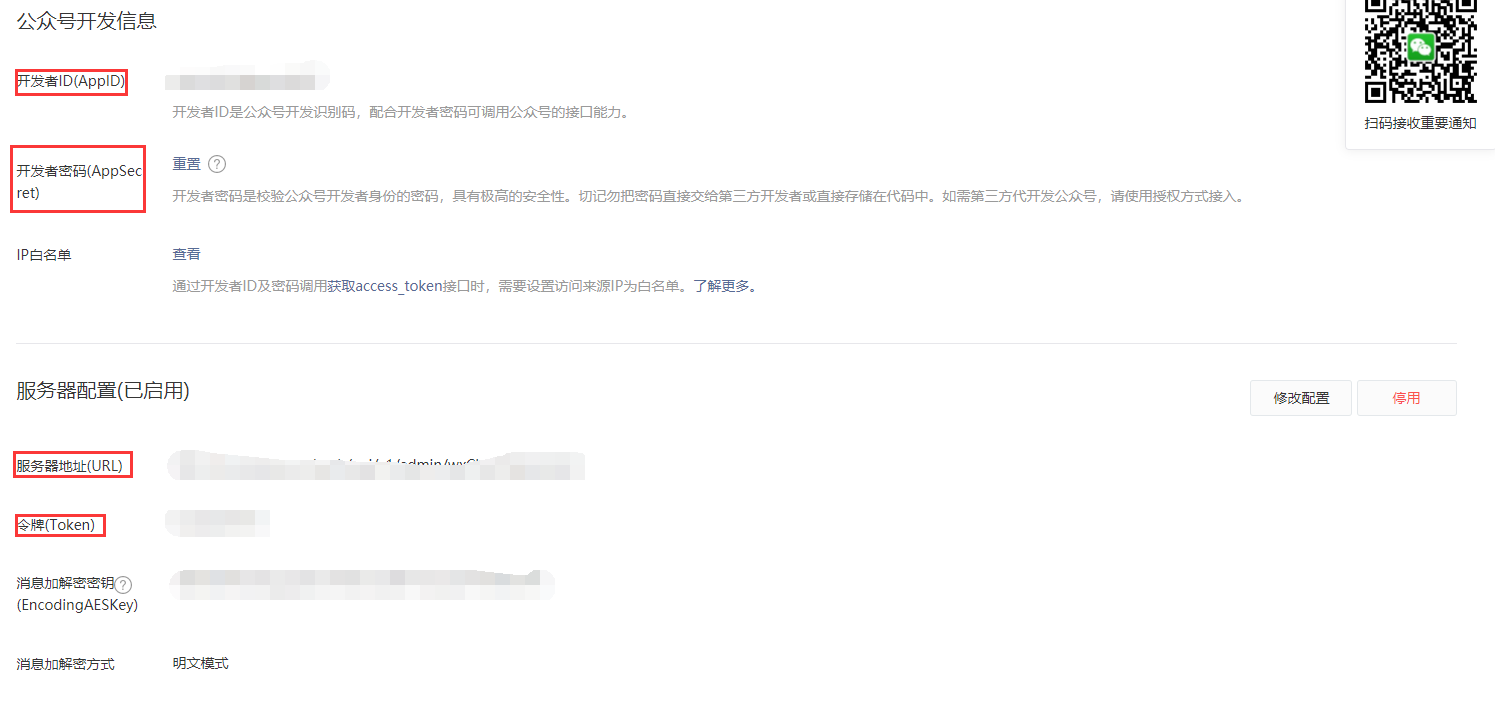 公众号开发信息
开发者ID(AppID)
开发者ID是公众号开发识别码，配合开发者密码可调用公众号的接口能力。
开发者密码(AppSec
ret)
重置 ?
开发者密码是校验公众号开发者身份的密码，具有极高的安全性。切记勿把密码直接交给第三方开发者或直接存储在代码中。如需第三方代开发公众号，请使用授权方式接入。
扫码接收重要通知
IP白名单
查看
通过开发者ID及密码调用获取access_token接口时，需要设置访问来源IP为白名单。了解更多。
服务器配置(已启用)
修改配置
停用
服务器地址(URL)
令牌(Token)
消息加解密密钥?
(EncodingAESKey)
消息加解密方式
明文模式